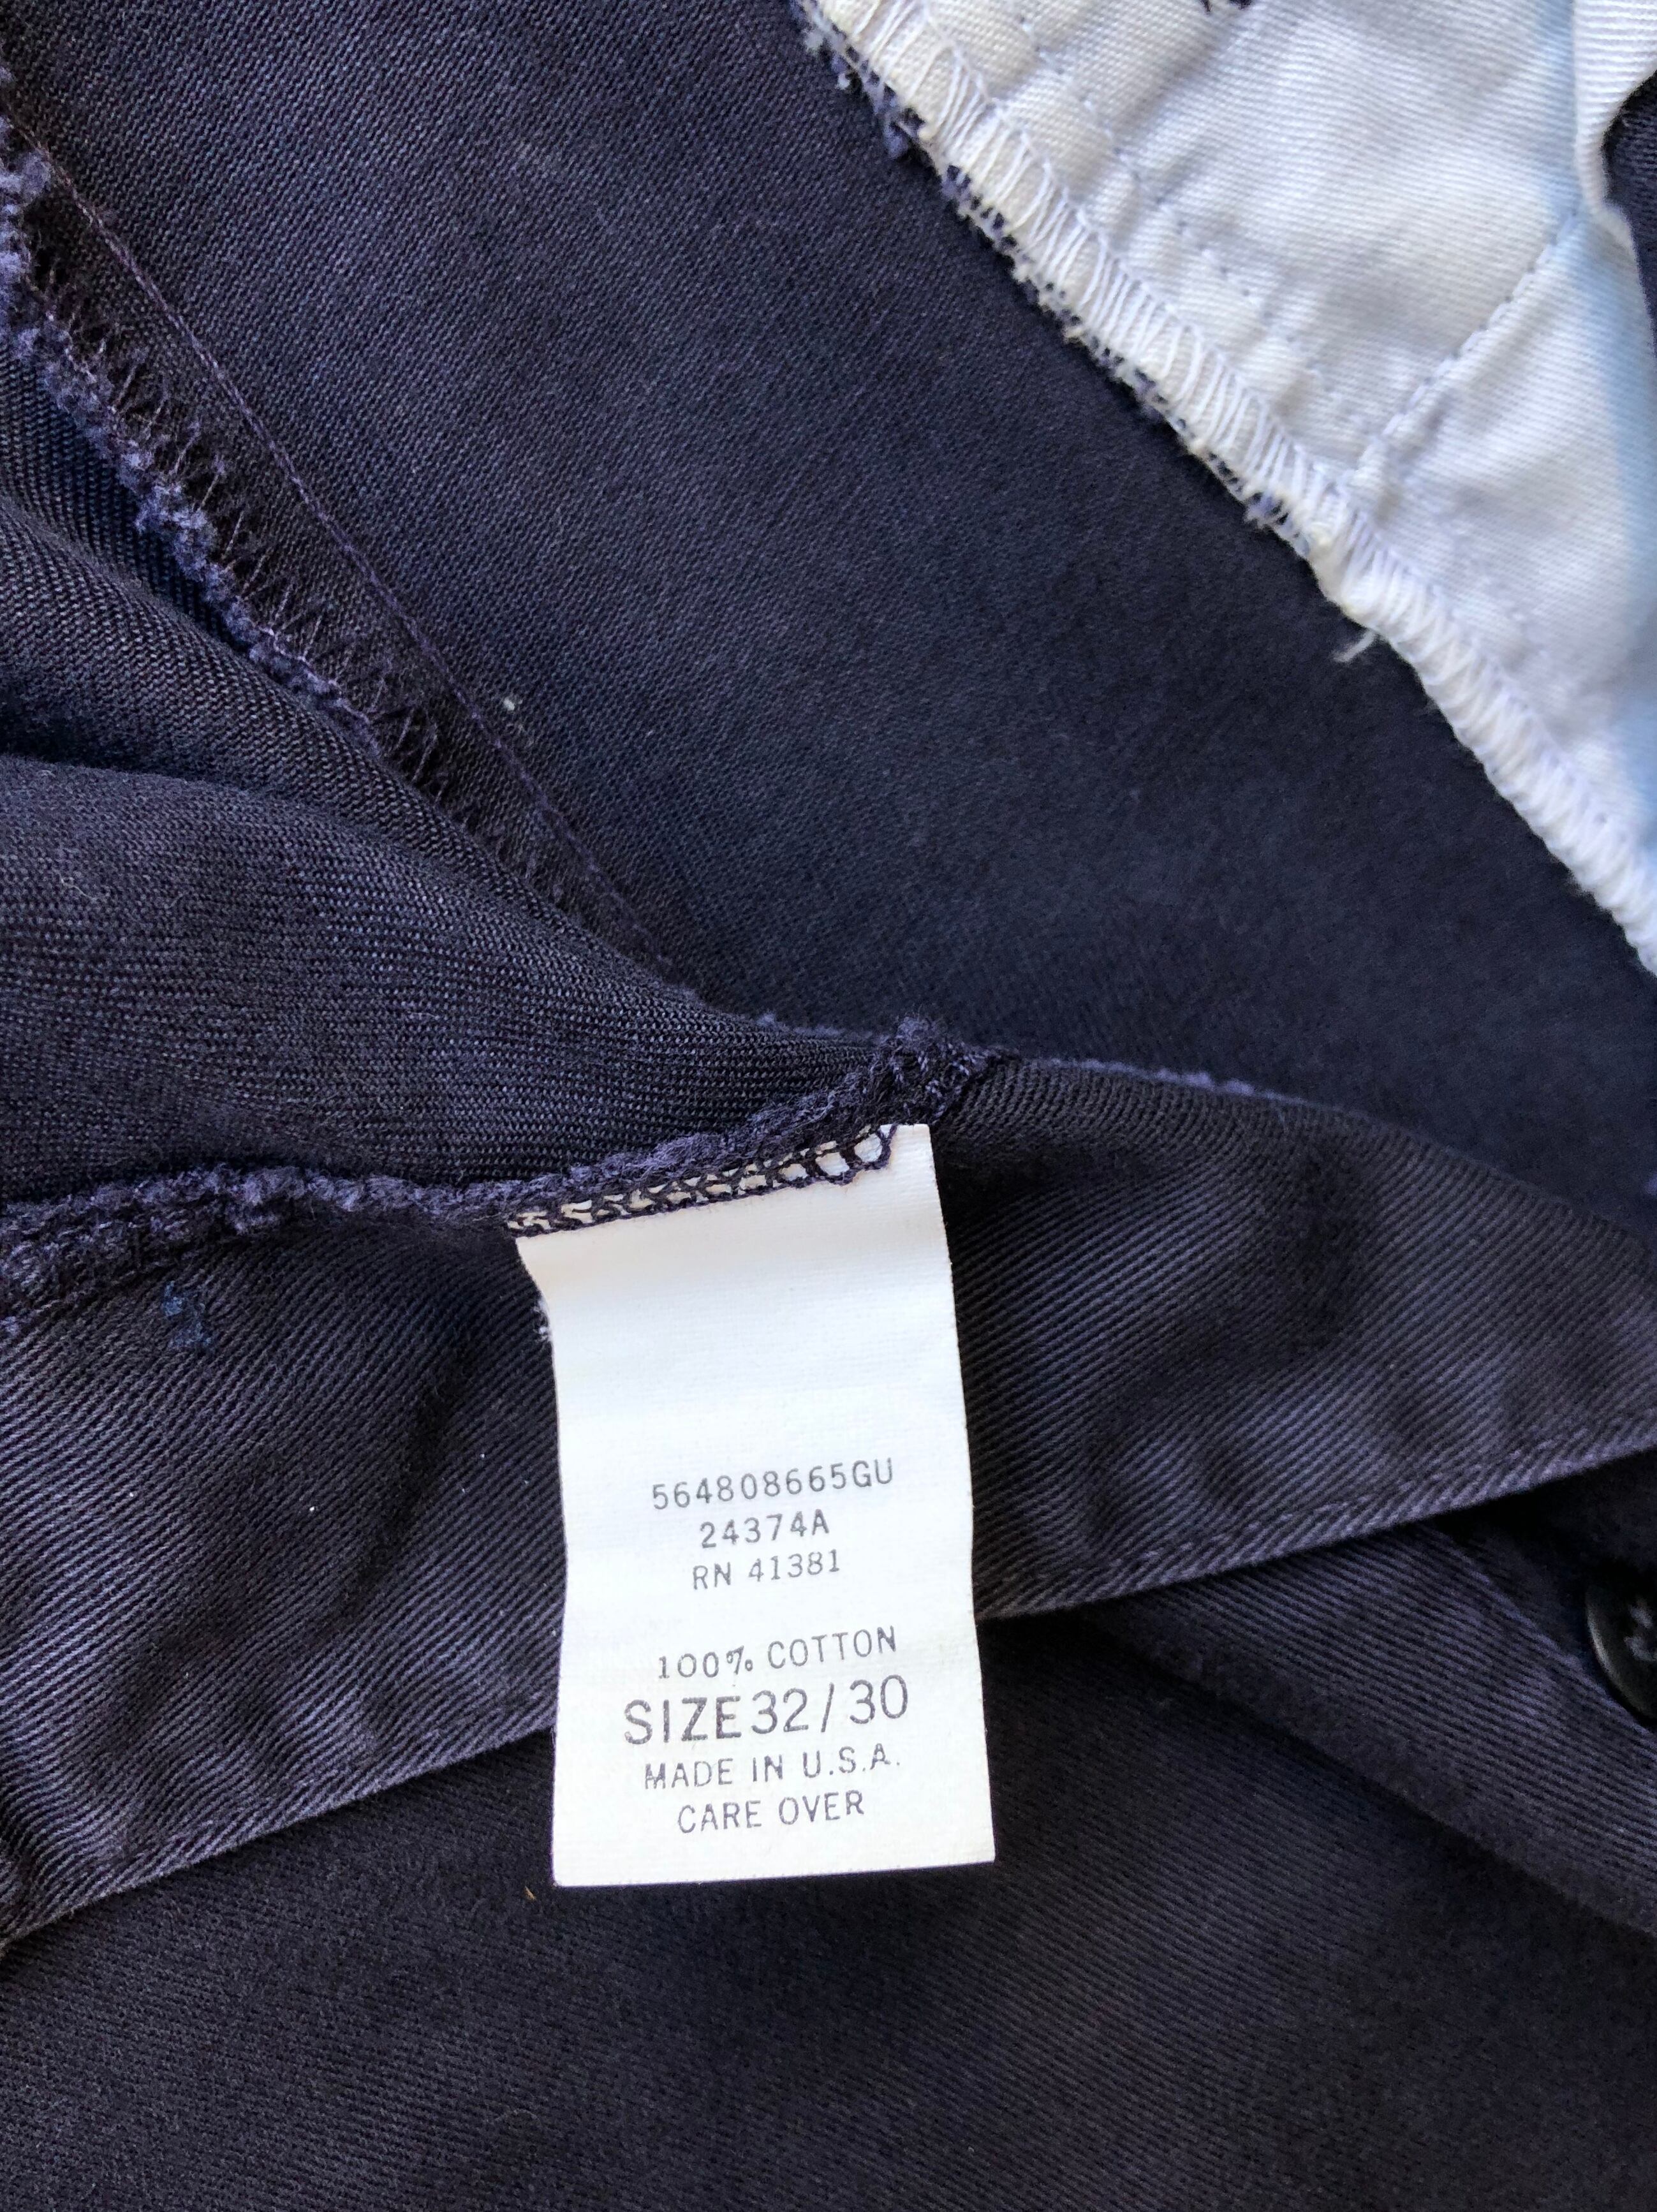 564808665GU
24374A
RN 41381
100% COTTON
SIZE 32/30
MADE IN U.S.A.
CARE OVER